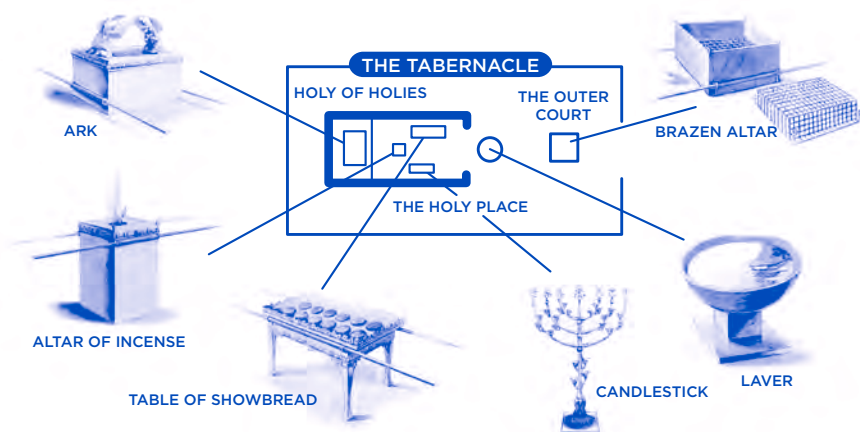 THE TABERNACLE
HOLY OF HOLIES
THE OUTER
COURT
ARK
BRAZEN ALTAR
THE HOLY PLACE
ALTAR OF INCENSE
TABLE OF SHOWBREAD
CANDLESTICK
LAVER